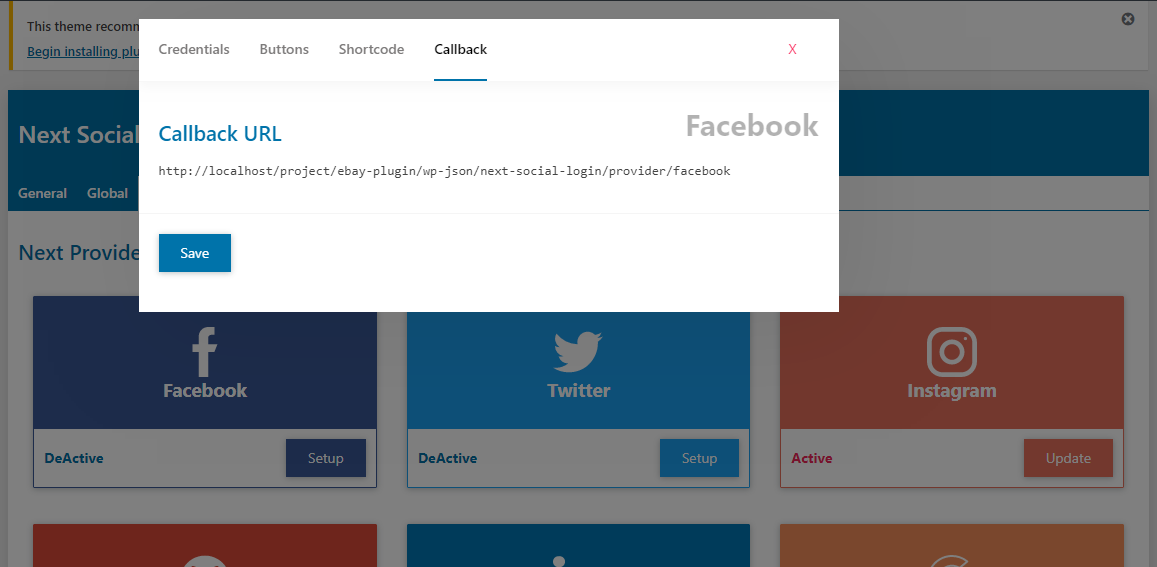 This theme recomm
Begin installing plu
Credentials Buttons Shortcode Callback X
Next Social
Callback URL
Facebook
http://localhost/project/ebay-plugin/wp-json/next-social-login/provider/facebook
General Global
Save
Next Provide
Facebook Twitter Instagram
DeActive Setup DeActive Setup Active Update